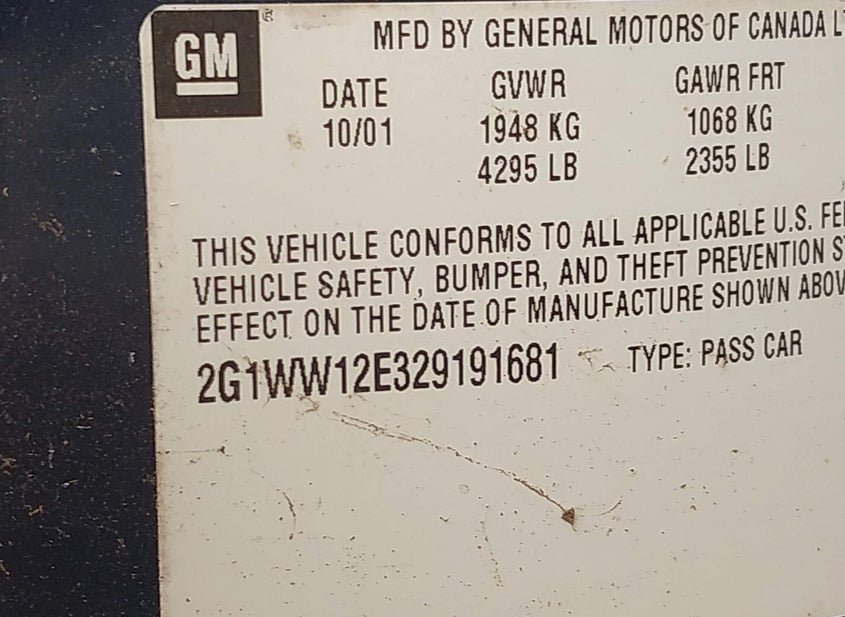 GM ®
MFD BY GENERAL MOTORS OF CANADA
DATE GVWR GAWR FRT
10/01 1948 KG 1068 KG
4295 LB 2355 LB
THIS VEHICLE CONFORMS TO ALL APPLICABLE U.S.
VEHICLE SAFETY, BUMPER, AND THEFT PREVENTION
EFFECT ON THE DATE OF MANUFACTURE SHOWN
2G1WW12E329191681 TYPE: PASS CAR